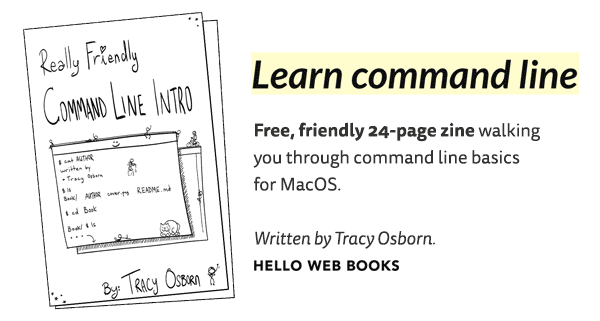 Really Friendly
COMMAND LINE INTRO
$ cat AUTHOR
written by
* Tracy Osborn
$ ls
Book/ AUTHOR cover.png README.md
$ cd Book
Book/ $ ls
By: TRACY OSBORN
Learn command line
Free, friendly 24-page zine walking
you through command line basics
for MacOS.
Written by Tracy Osborn.
HELLO WEB BOOKS